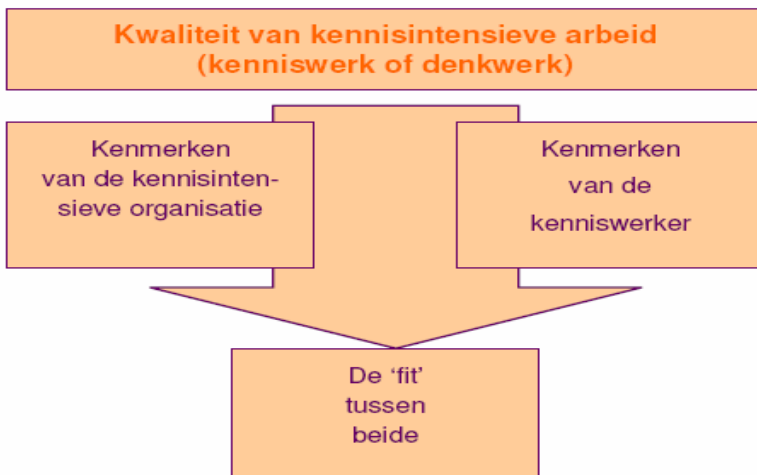 Kwaliteit van kennisintensieve arbeid
(kenniswerk of denkwerk)
Kenmerken
van de kennisinten-
sieve organisatie
Kenmerken
van de
kenniswerker
De ‘fit’
tussen
beide